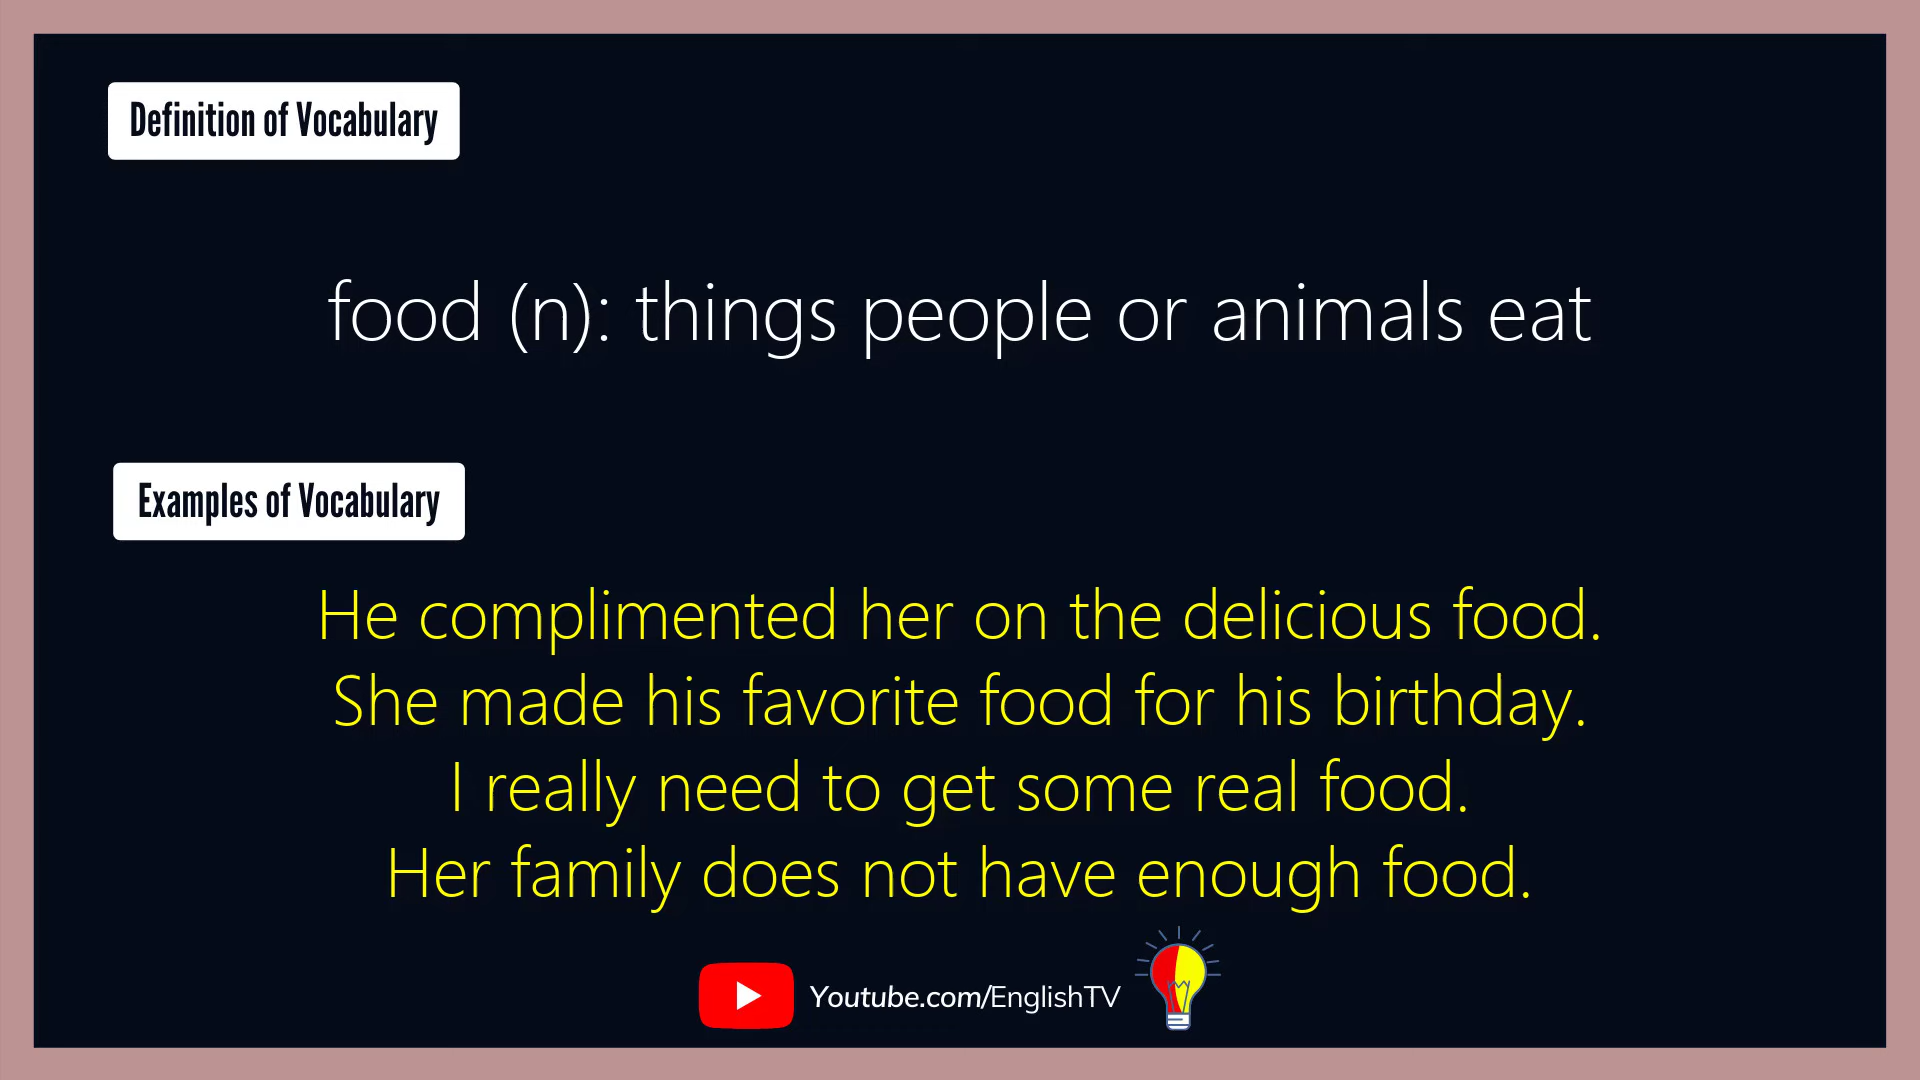 Definition of Vocabulary
food (n): things people or animals eat
Examples of Vocabulary
He complimented her on the delicious food.
She made his favorite food for his birthday.
I really need to get some real food.
Her family does not have enough food.
Youtube.com/EnglishTV